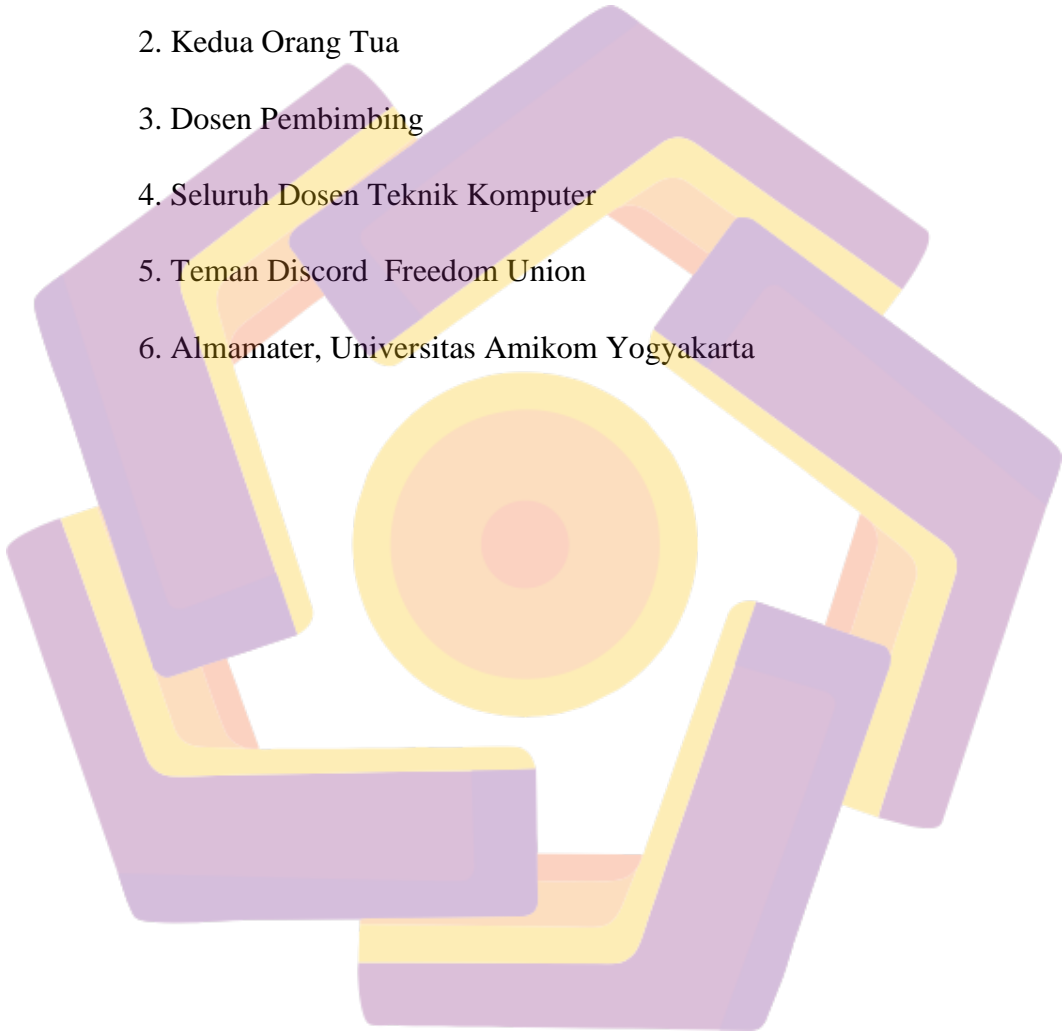 2. Kedua Orang Tua
3. Dosen Pembimbing
4. Seluruh Dosen Teknik Komputer
5. Teman Discord  Freedom Union
6. Almamater, Universitas Amikom Yogyakarta